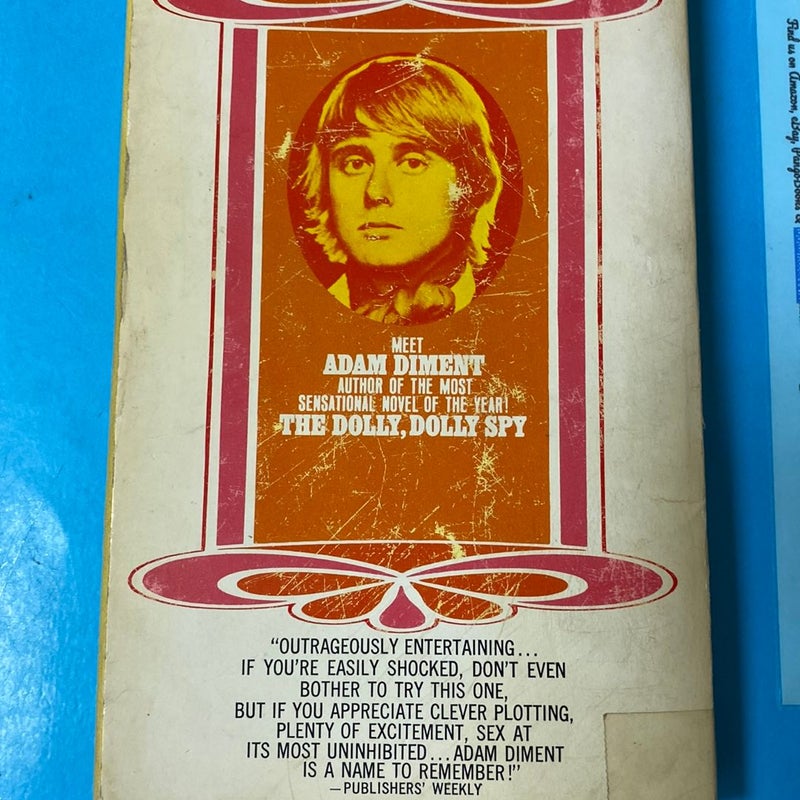 MEET
ADAM DIMENT
AUTHOR OF THE MOST
SENSATIONAL NOVEL OF THE YEAR!
THE DOLLY, DOLLY SPY
"OUTRAGEOUSLY ENTERTAINING...
IF YOU'RE EASILY SHOCKED, DON'T EVEN
BOTHER TO TRY THIS ONE,
BUT IF YOU APPRECIATE CLEVER PLOTTING,
PLENTY OF EXCITEMENT, SEX AT
ITS MOST UNINHIBITED...ADAM DIMENT
IS A NAME TO REMEMBER!"
—PUBLISHERS' WEEKLY
Find us on Amazon, eBay, PangoBooks &